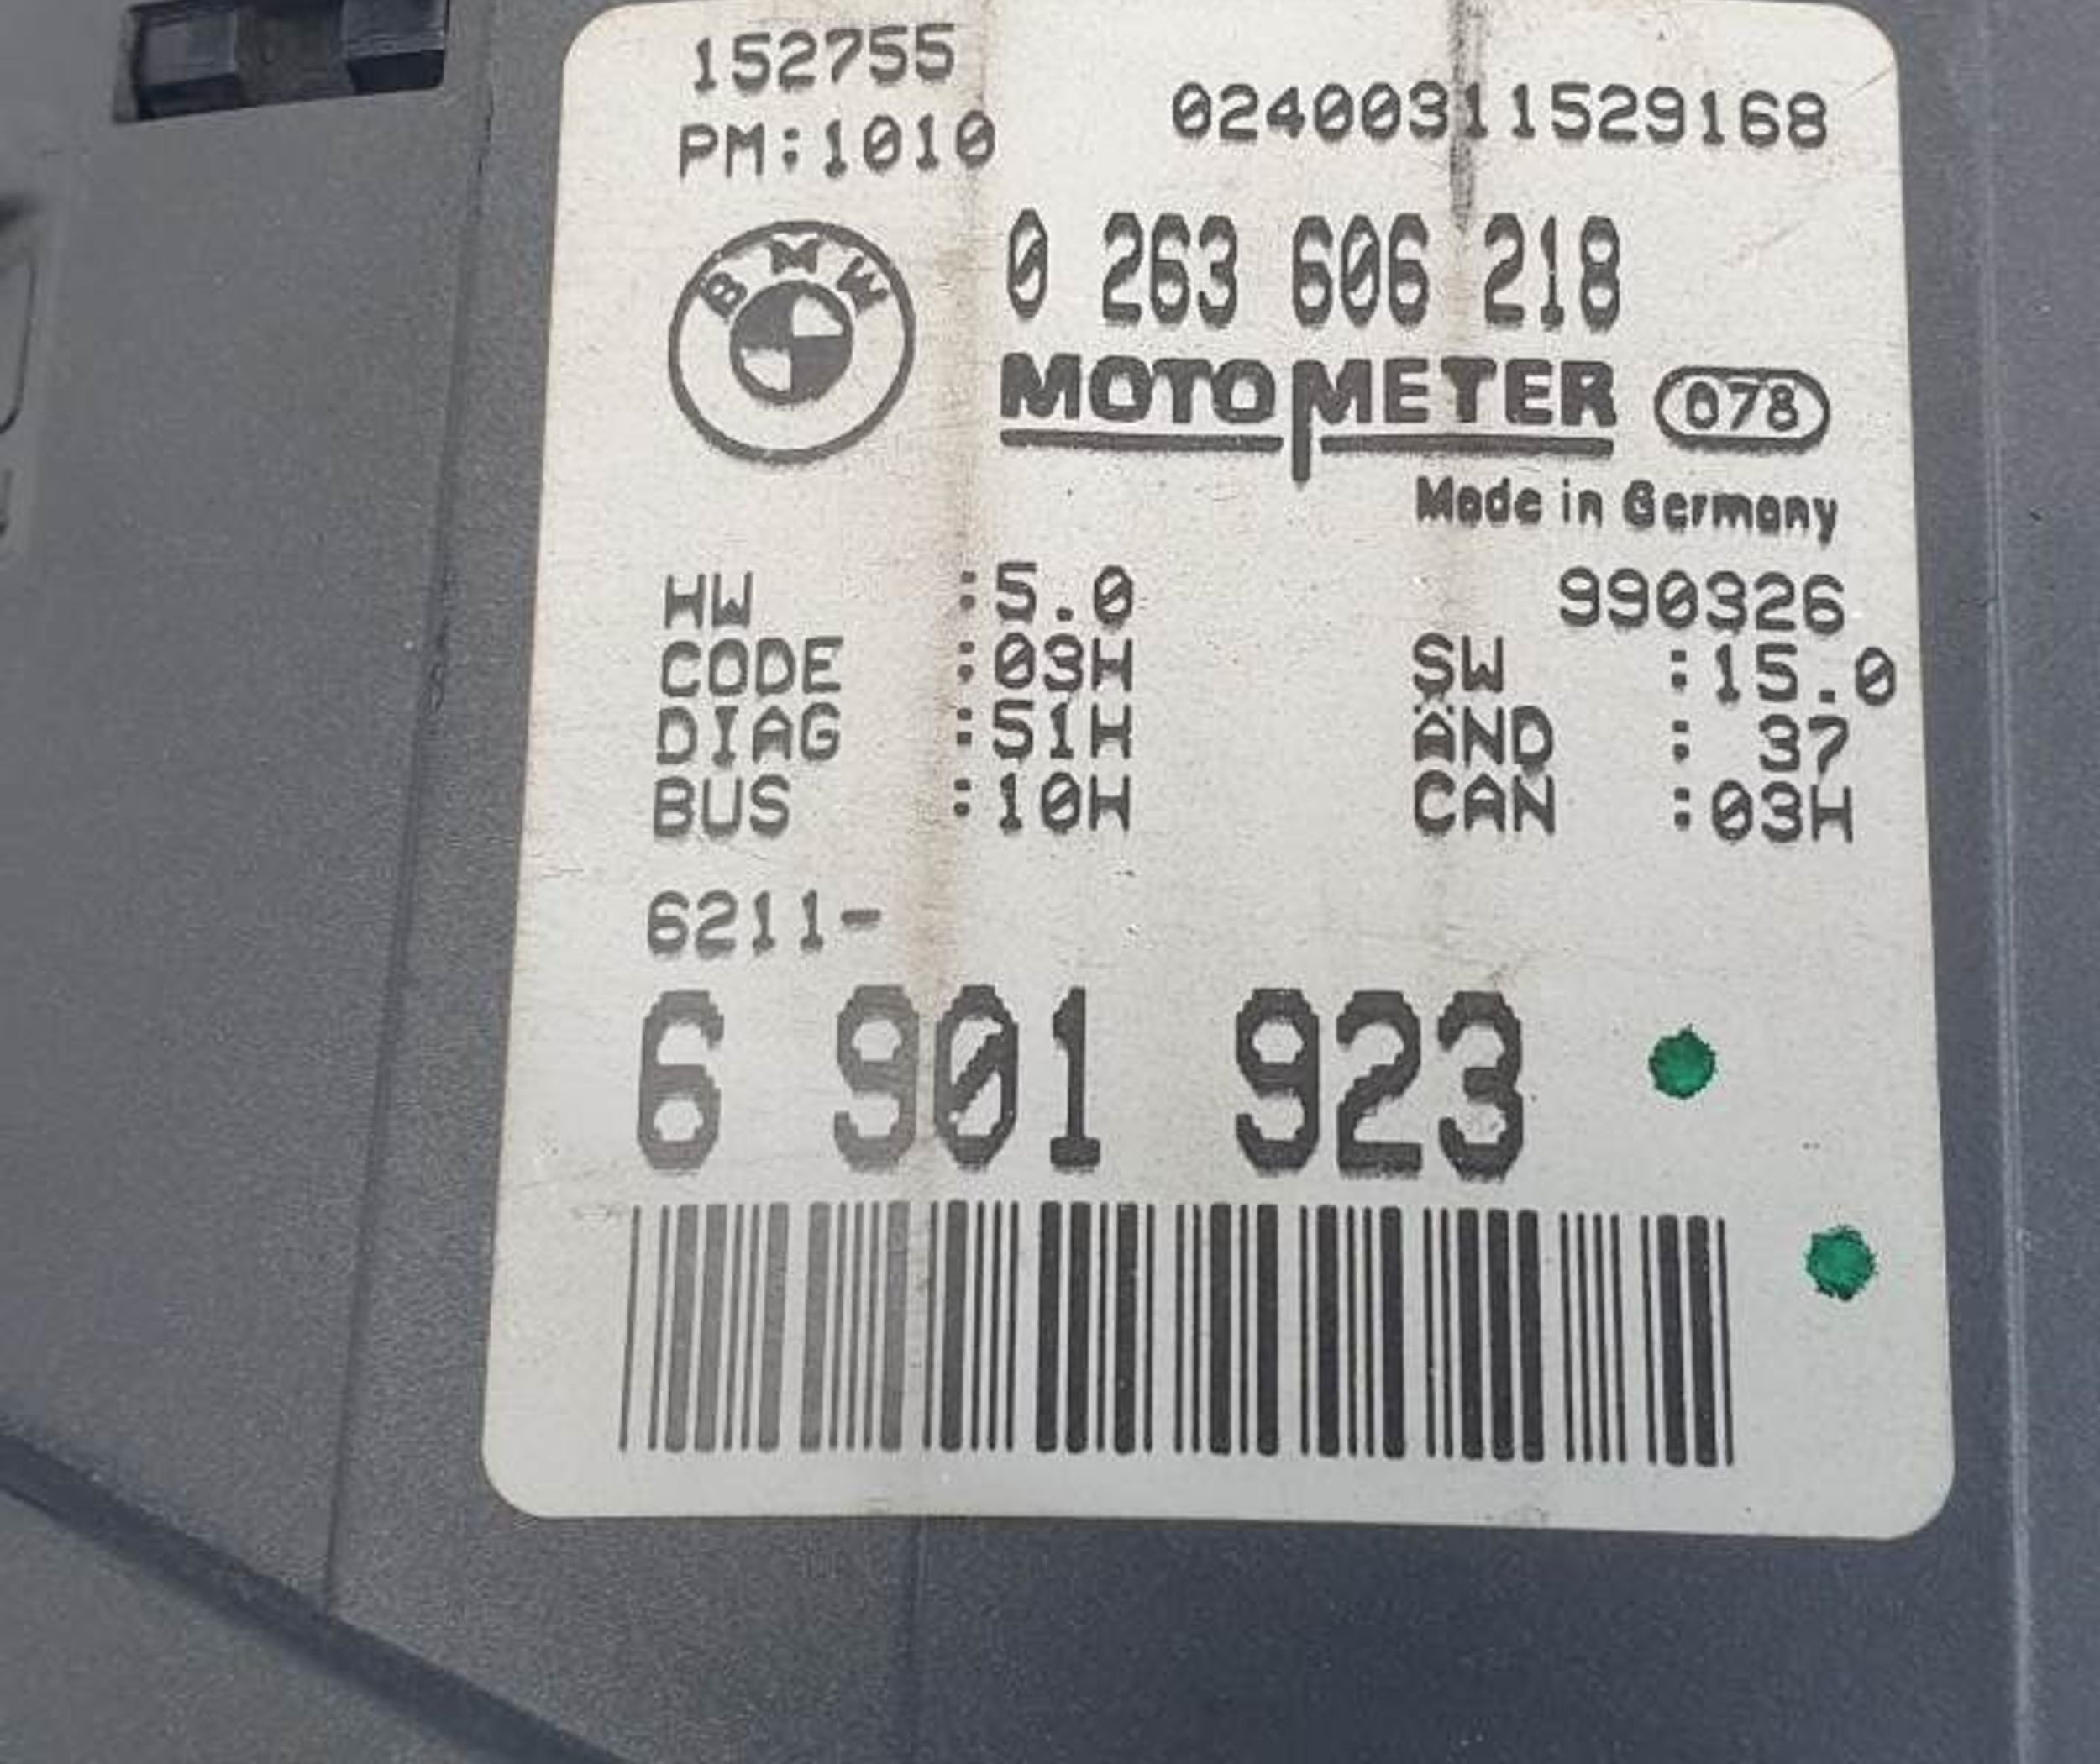 152755
02400311529168
PM:1010
BMW
0 263 606 218
MOTOMETER 078
Made in Germany
HW :5.0 990326
CODE :03H SW :15.0
DIAG :51H ÄND : 37
BUS :10H CAN :03H
6211-
6 901 923